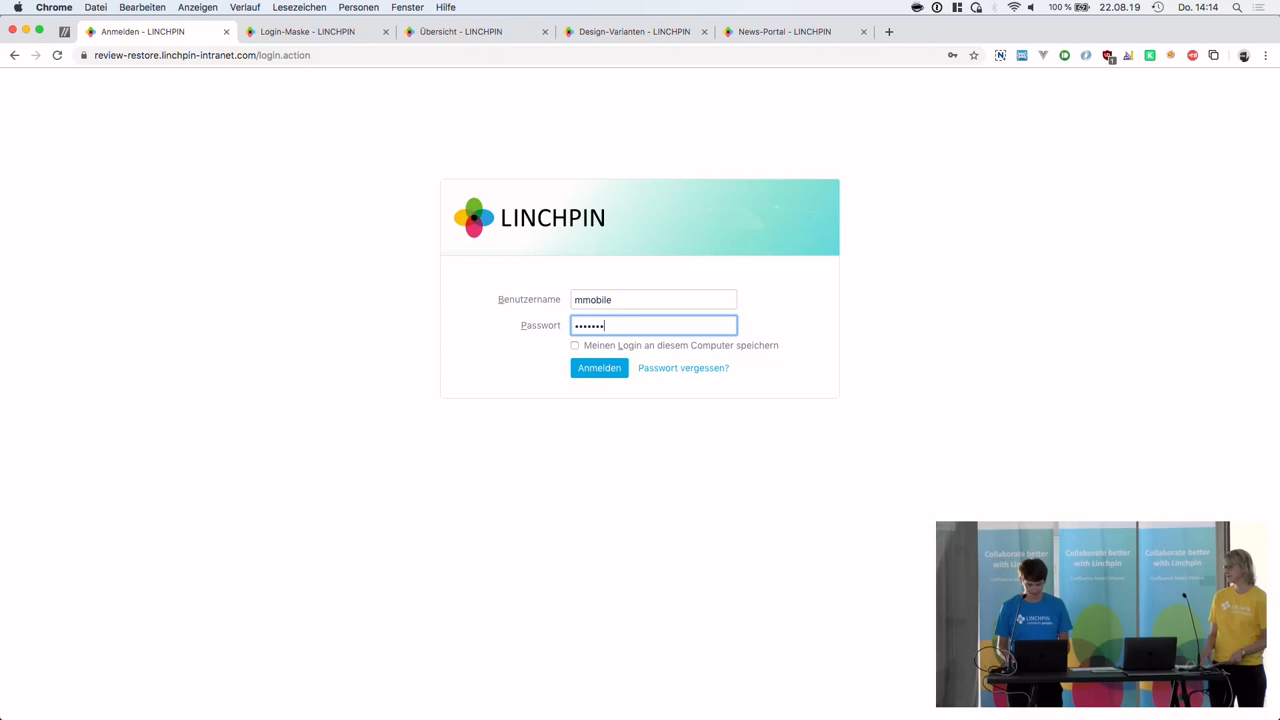 Chrome Datei Bearbeiten Anzeigen Verlauf Lesezeichen Personen Fenster Hilfe 100 % 22.08.19 Do. 14:14
Anmelden - LINCHPIN Login-Maske - LINCHPIN Übersicht - LINCHPIN Design-Varianten - LINCHPIN News-Portal - LINCHPIN
review-restore.linchpin-intranet.com/login.action
1
LINCHPIN
Benutzername mmobile
Passwort •••••••
Meinen Login an diesem Computer speichern
Anmelden Passwort vergessen?
Collaborate better Collaborate better Collaborate better
with Linchpin with Linchpin
LINCHPIN